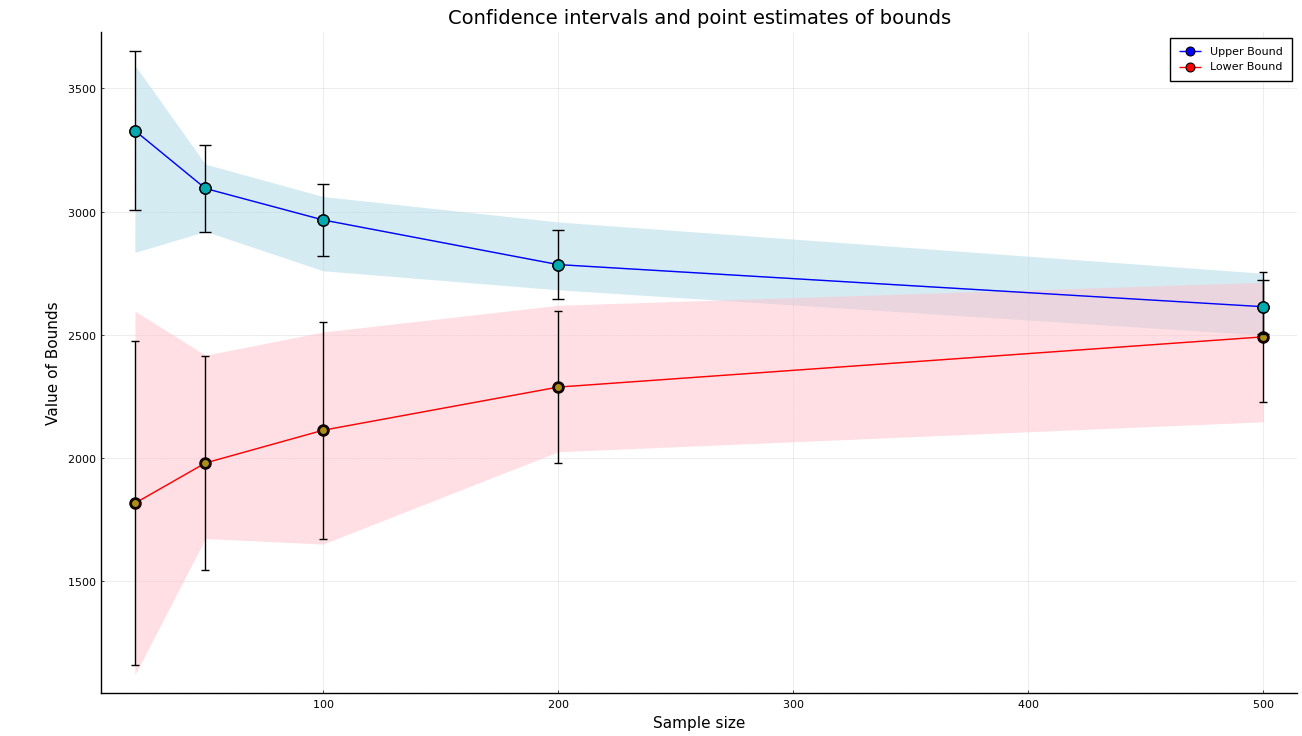 Confidence intervals and point estimates of bounds
Upper Bound
Lower Bound
Value of Bounds
3500
3000
2500
2000
1500
100
200
300
400
500
Sample size